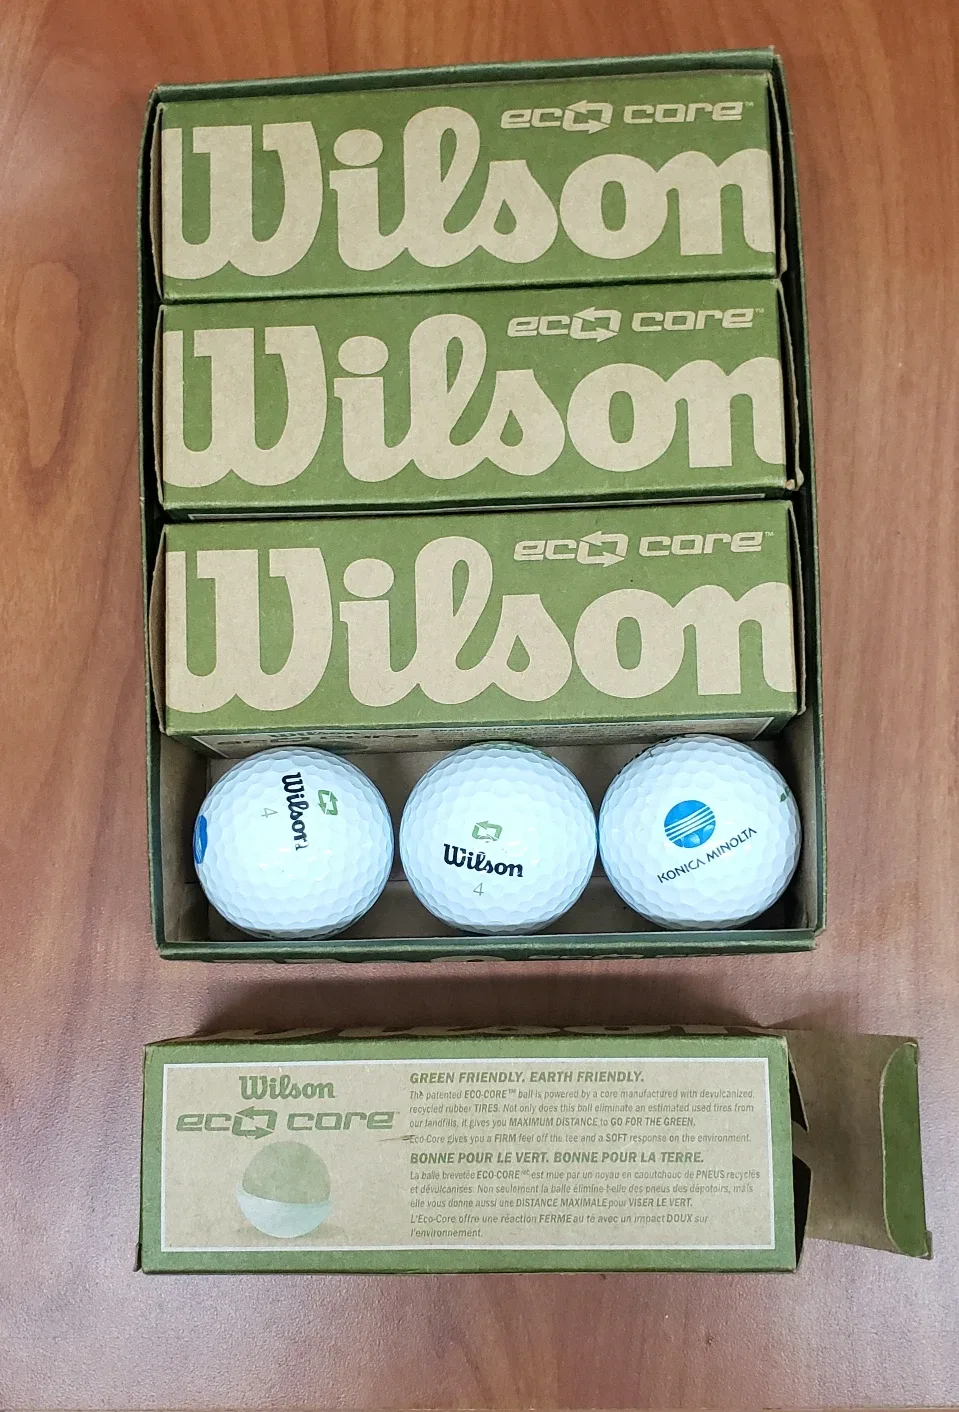 eco core™
Wilson
eco core™
Wilson
eco core™
Wilson
Wilson
4
Wilson
4
KONICA MINOLTA
Wilson
eco core™
GREEN FRIENDLY. EARTH FRIENDLY.
The patented ECO-CORE™ ball is powered by a core manufactured with devulcanized,
recycled rubber TIRES. Not only does this ball eliminate an estimated used tires from
our landfills, it gives you MAXIMUM DISTANCE to GO FOR THE GREEN.
Eco-Core gives you a FIRM feel off the tee and a SOFT response on the environment.
BONNE POUR LE VERT. BONNE POUR LA TERRE.
La balle brevetée ECO-CORE est mue par un noyau en caoutchouc de PNEUS recyclés
et dévulcanisés. Non seulement la balle élimine-t-elle des pneus des dépotoirs, mais
elle vous donne aussi une DISTANCE MAXIMALE pour VISER LE VERT.
L'Eco-Core offre une réaction FERME au té avec un impact DOUX sur
l'environnement.